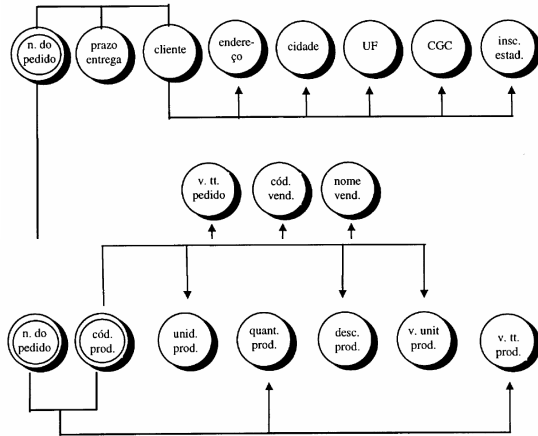 n. do
pedido
prazo
entrega
cliente
endere-
ço
cidade
UF
CGC
insc.
estad.
v. tt.
pedido
cód.
vend.
nome
vend.
n. do
pedido
cód.
prod.
unid.
prod.
quant.
prod.
desc.
prod.
v. unit
prod.
v. tt.
prod.